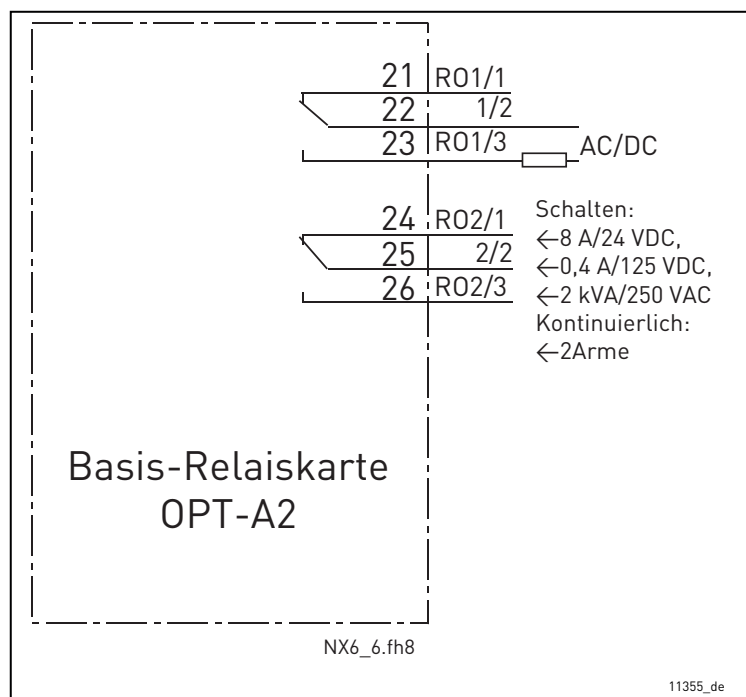 21 RO1/1
22 1/2
23 RO1/3 AC/DC
24 RO2/1
25 2/2
26 RO2/3
Schalten:
←8 A/24 VDC,
←0,4 A/125 VDC,
←2 kVA/250 VAC
Kontinuierlich:
←2Arme
Basis-Relaiskarte
OPT-A2
NX6_6.fh8
11355_de